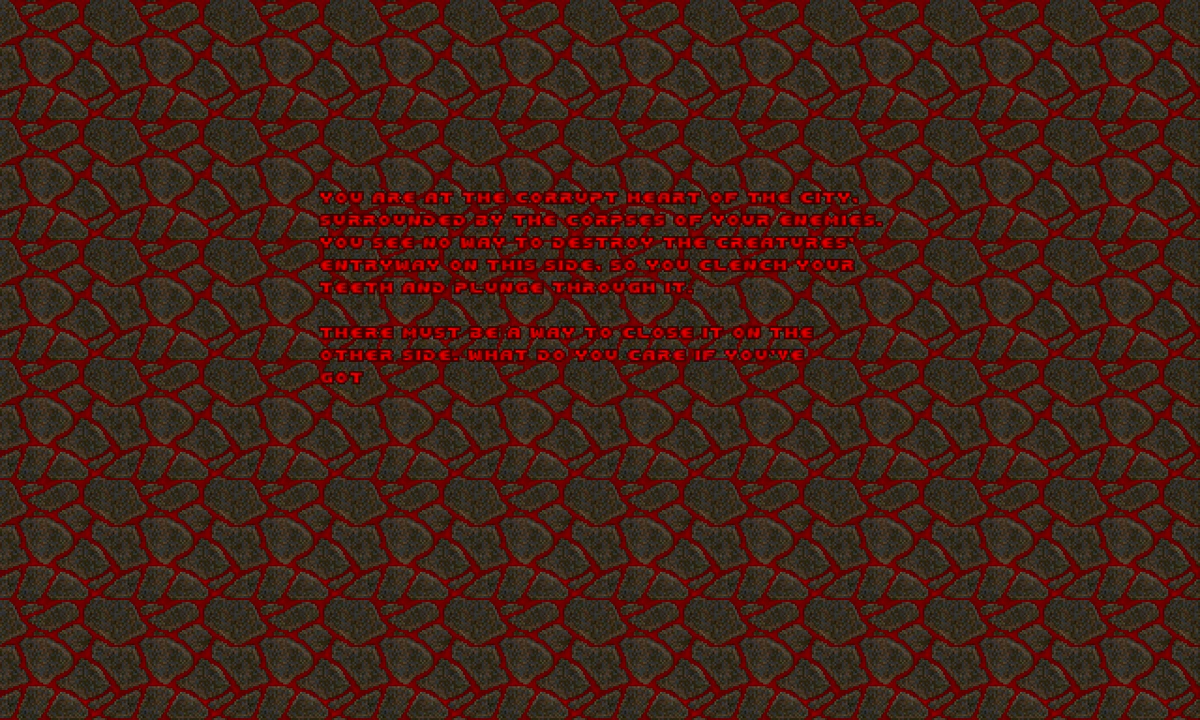 YOU ARE AT THE CORRUPT HEART OF THE CITY,
SURROUNDED BY THE CORPSES OF YOUR ENEMIES.
YOU SEE NO WAY TO DESTROY THE CREATURES'
ENTRYWAY ON THIS SIDE, SO YOU CLENCH YOUR
TEETH AND PLUNGE THROUGH IT.
THERE MUST BE A WAY TO CLOSE IT ON THE
OTHER SIDE. WHAT DO YOU CARE IF YOU'VE
GOT